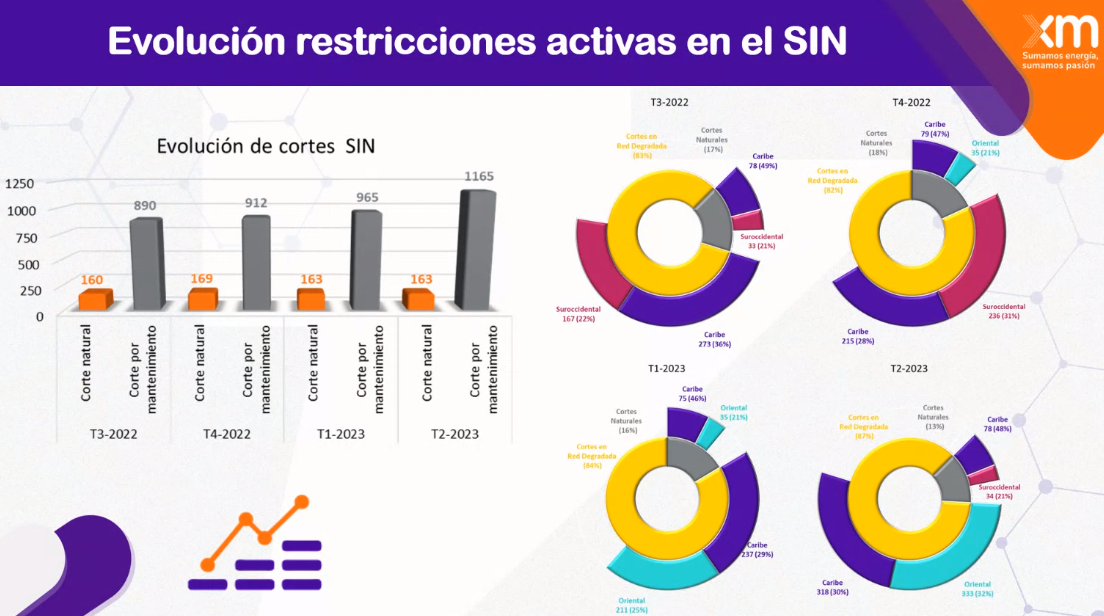 Evolución restricciones activas en el SIN
xm
Sumamos energía,
sumamos pasión
Evolución de cortes SIN
1250
1000
750
500
250
0
160
890
169
912
163
965
163
1165
Corte natural
Corte por
mantenimiento
Corte natural
Corte por
mantenimiento
Corte natural
Corte por
mantenimiento
Corte natural
Corte por
mantenimiento
T3-2022
T4-2022
T1-2023
T2-2023
T3-2022
Cortes en
Red Degradada
(83%)
Cortes
Naturales
(17%)
Caribe
78 (49%)
Suroccidental
33 (21%)
Suroccidental
167 (22%)
Caribe
273 (36%)
T4-2022
Cortes
Naturales
(18%)
Caribe
79 (47%)
Oriental
35 (21%)
Cortes en
Red Degradada
(82%)
Suroccidental
236 (31%)
Caribe
215 (28%)
T1-2023
Caribe
75 (46%)
Oriental
35 (21%)
Cortes
Naturales
(16%)
Cortes en
Red Degradada
(84%)
Caribe
237 (29%)
Oriental
211 (25%)
T2-2023
Cortes en
Red Degradada
(87%)
Cortes
Naturales
(13%)
Caribe
78 (48%)
Suroccidental
34 (21%)
Caribe
318 (30%)
Oriental
333 (32%)